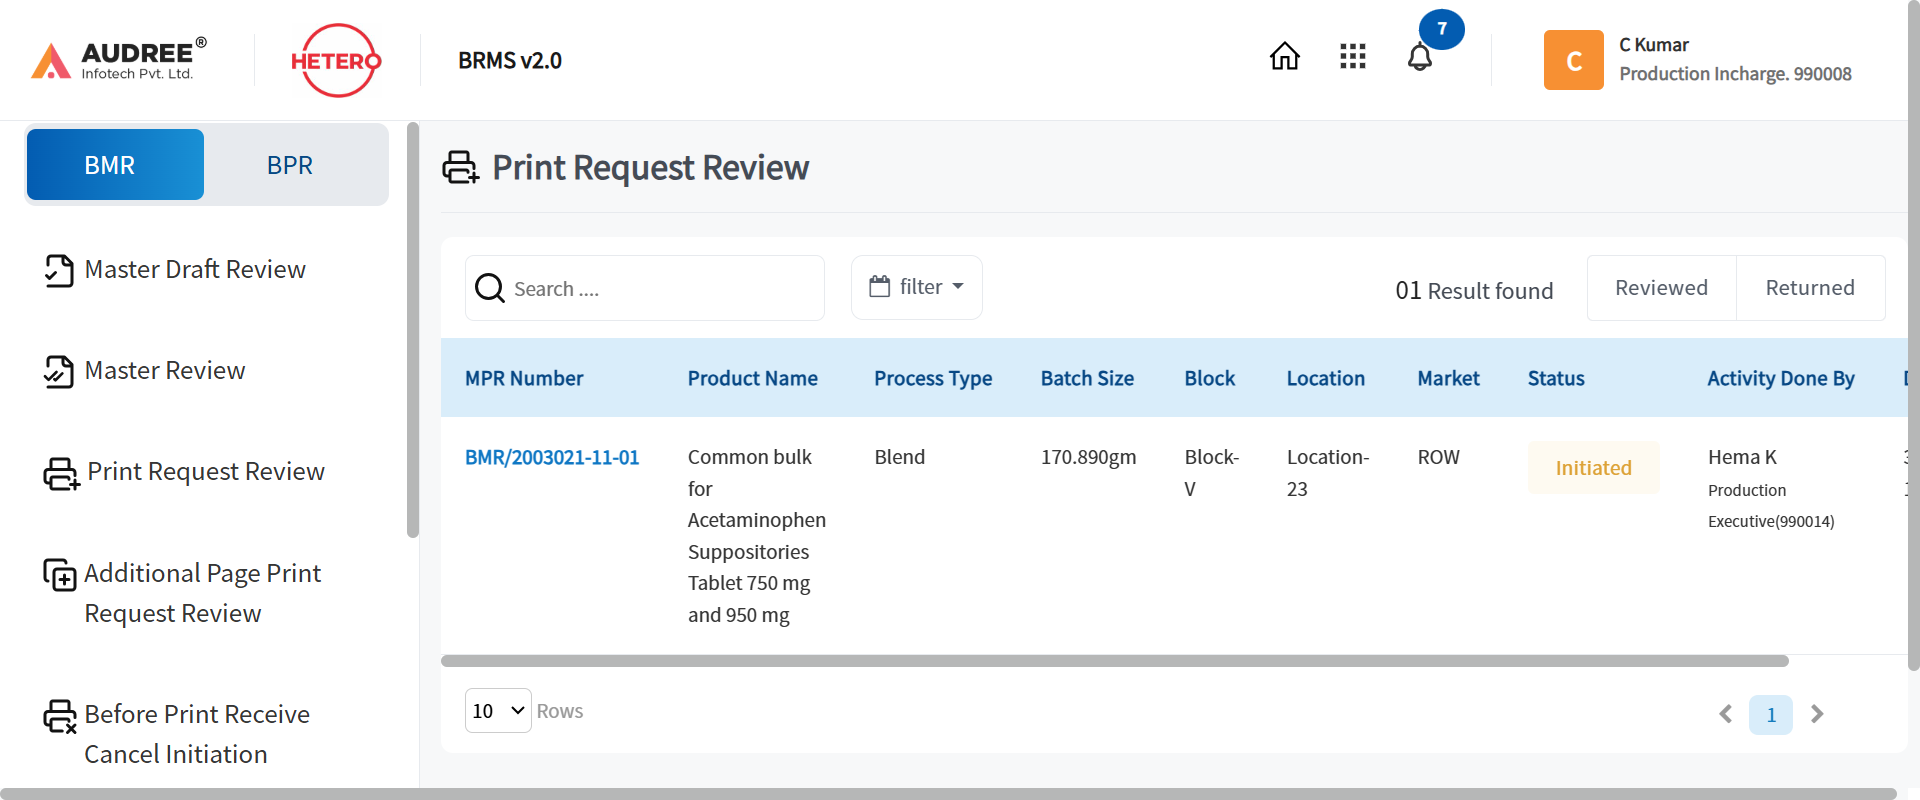 AUDREE®
Infotech Pvt. Ltd.
HETERO
BRMS v2.0
7
C
C Kumar
Production Incharge. 990008
BMR
BPR
Master Draft Review
Master Review
Print Request Review
Additional Page Print
Request Review
Before Print Receive
Cancel Initiation
Print Request Review
Search ....
filter
01 Result found
Reviewed
Returned
MPR Number Product Name Process Type Batch Size Block Location Market Status Activity Done By
BMR/2003021-11-01 Common bulk Blend 170.890gm Block- Location- ROW Initiated Hema K
for V 23 Production
Acetaminophen Executive(990014)
Suppositories
Tablet 750 mg
and 950 mg
10 Rows
1